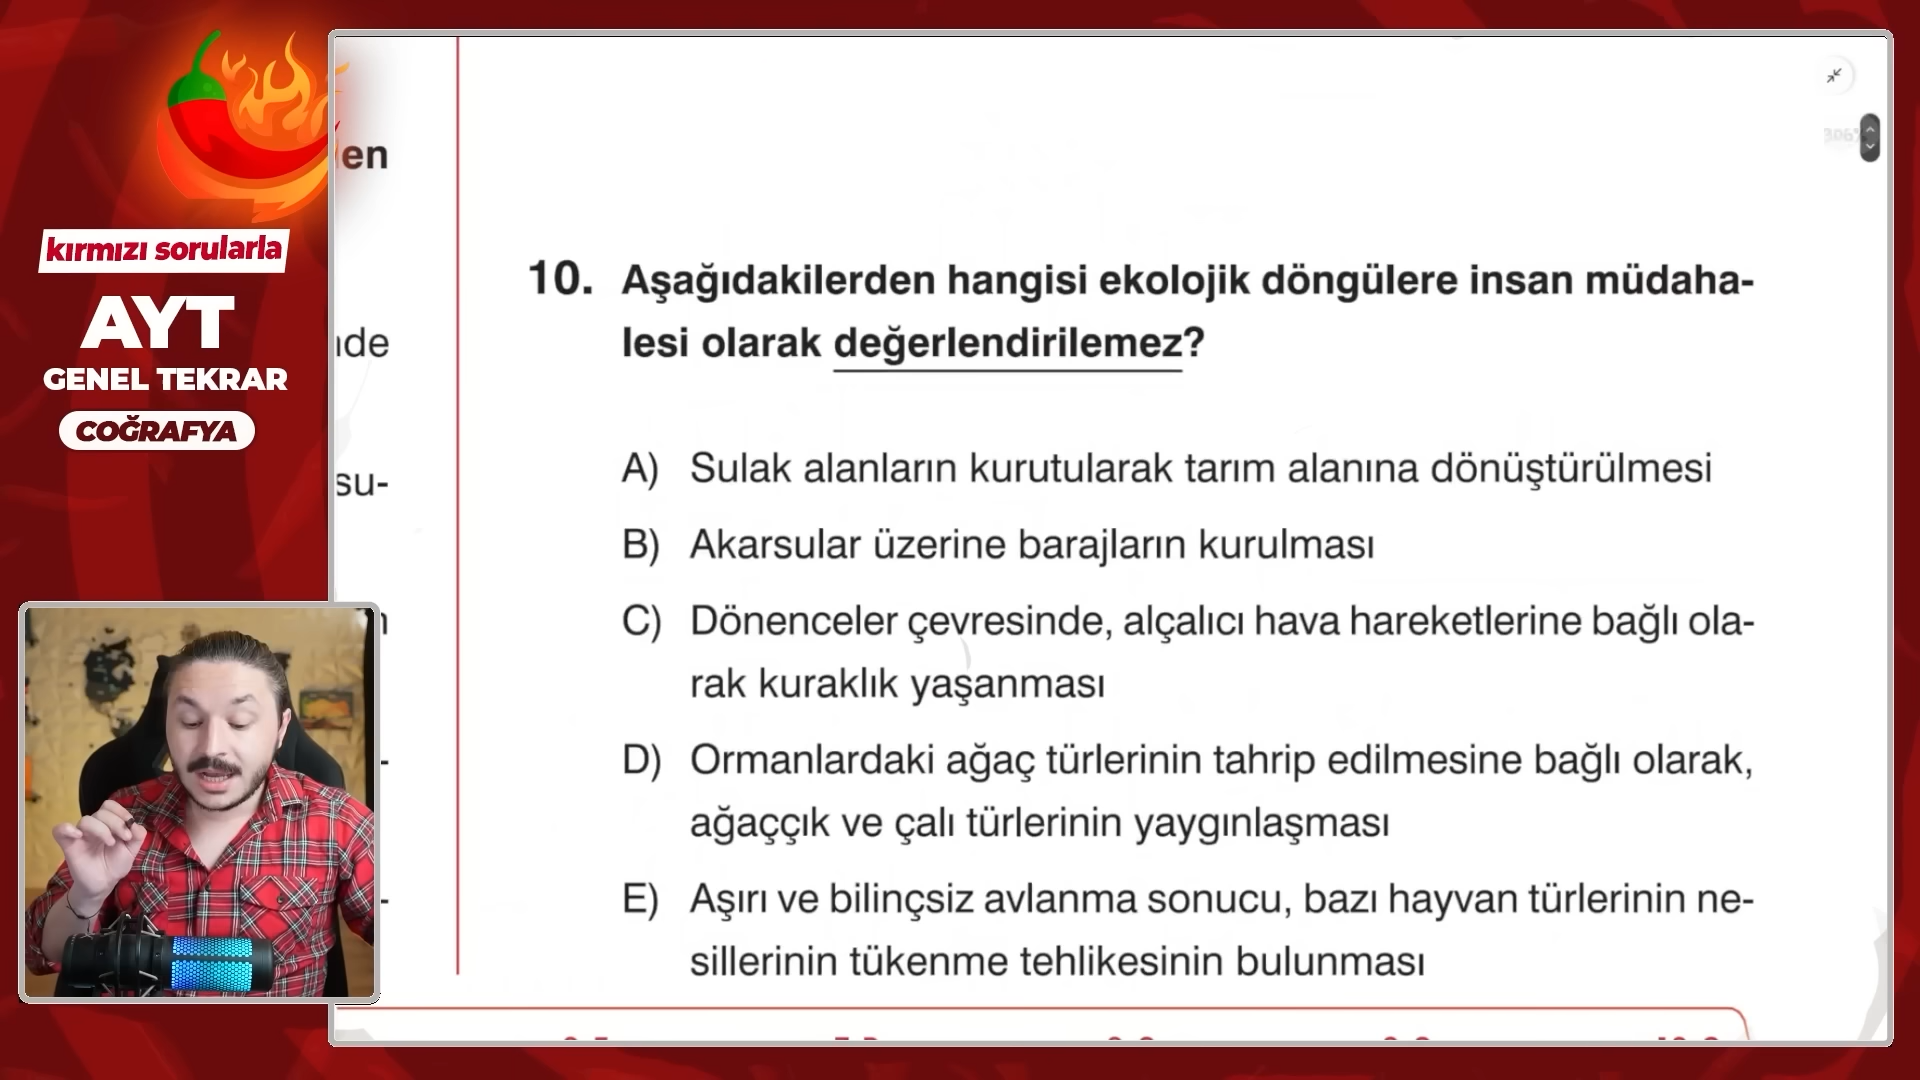 kırmızı sorularla
AYT
GENEL TEKRAR
COĞRAFYA
en
de
su-
10. Aşağıdakilerden hangisi ekolojik döngülere insan müdaha-
lesi olarak değerlendirilemez?
A) Sulak alanların kurutularak tarım alanına dönüştürülmesi
B) Akarsular üzerine barajların kurulması
C) Dönenceler çevresinde, alçalıcı hava hareketlerine bağlı ola-
rak kuraklık yaşanması
D) Ormanlardaki ağaç türlerinin tahrip edilmesine bağlı olarak,
ağaççık ve çalı türlerinin yaygınlaşması
E) Aşırı ve bilinçsiz avlanma sonucu, bazı hayvan türlerinin ne-
sillerinin tükenme tehlikesinin bulunması